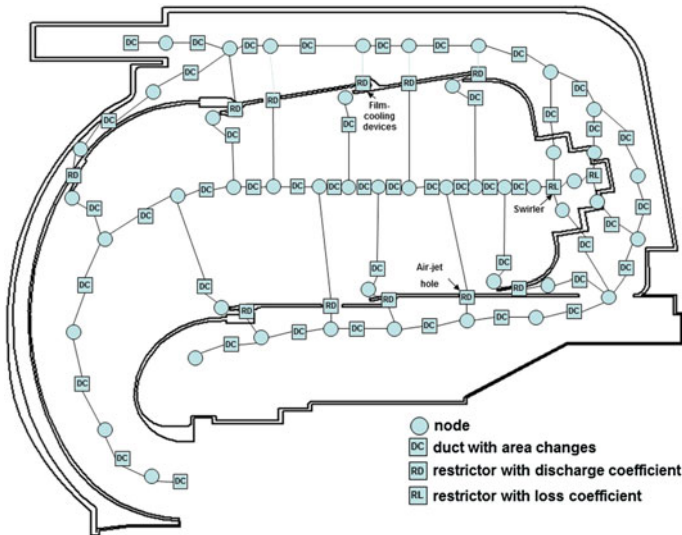 DC DC DC DC DC DC
DC
DC RD DC
RD RD
DC DC
RD
RD
Film-
cooling
devices
DC DC DC
DC DC
RD RL
DC DC DC DC DC DC DC DC DC DC DC DC RL
DC
Swirler
DC DC
DC
DC
DC DC DC DC
Air-jet
hole
DC DC
RD RD RD RD RD
DC DC DC DC DC DC
DC
node
DC duct with area changes
DC
RD restrictor with discharge coefficient
DC
RL restrictor with loss coefficient